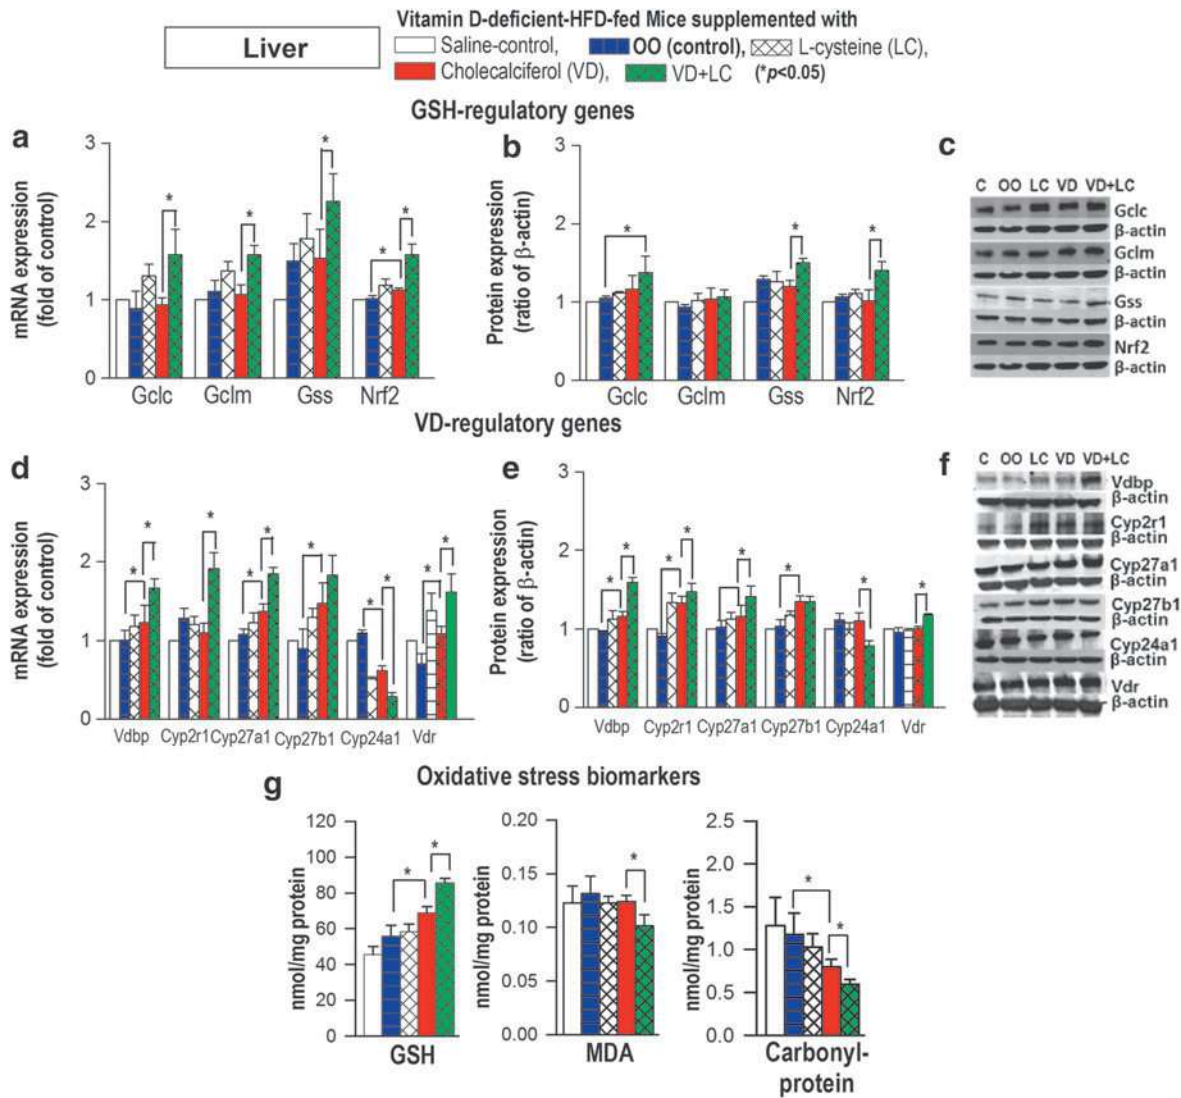 Liver
Vitamin D-deficient-HFD-fed Mice supplemented with
Saline-control, OO (control), L-cysteine (LC),
Cholecalciferol (VD), VD+LC (*p<0.05)
GSH-regulatory genes
a
mRNA expression
(fold of control)
3
2
1
0
* * * * *
Gclc Gclm Gss Nrf2
b
Protein expression
(ratio of β-actin)
3
2
1
0
* * *
Gclc Gclm Gss Nrf2
c
C OO LC VD VD+LC
Gclc
β-actin
Gclm
β-actin
Gss
β-actin
Nrf2
β-actin
VD-regulatory genes
d
mRNA expression
(fold of control)
3
2
1
0
* * * * * * * * * *
Vdbp Cyp2r1 Cyp27a1 Cyp27b1 Cyp24a1 Vdr
e
Protein expression
(ratio of β-actin)
3
2
1
0
* * * * * * * *
Vdbp Cyp2r1 Cyp27a1 Cyp27b1 Cyp24a1 Vdr
f
C OO LC VD VD+LC
Vdbp
β-actin
Cyp2r1
β-actin
Cyp27a1
β-actin
Cyp27b1
β-actin
Cyp24a1
β-actin
Vdr
β-actin
Oxidative stress biomarkers
g
nmol/mg protein
120
100
80
60
40
20
0
* *
GSH
nmol/mg protein
0.20
0.15
0.10
0.05
0.00
*
MDA
nmol/mg protein
2.5
2.0
1.5
1.0
0.5
0.0
* *
Carbonyl-
protein